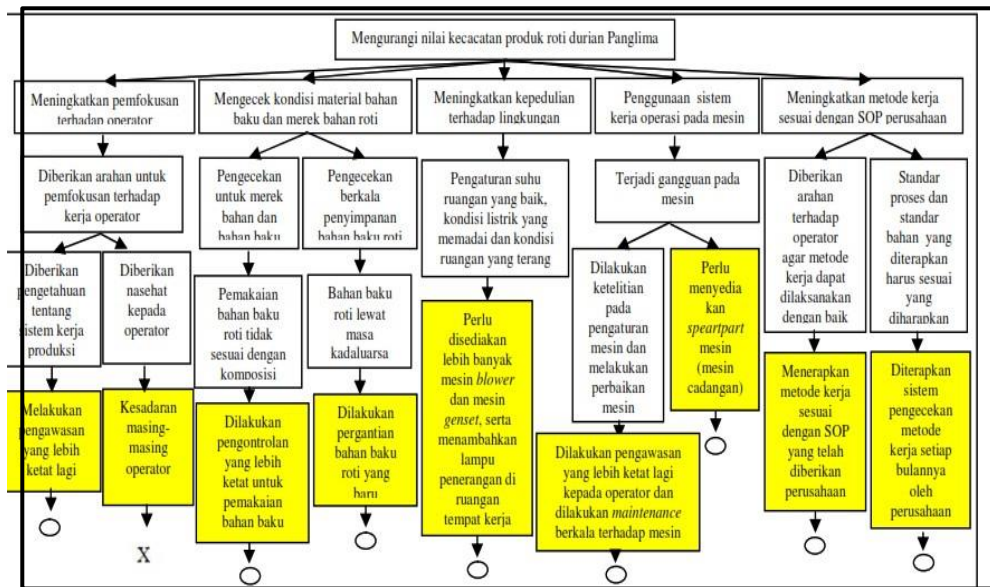 Mengurangi nilai kecacatan produk roti durian Panglima
Meningkatkan pemfokusan
terhadap operator
Mengecek kondisi material bahan
baku dan merek bahan roti
Meningkatkan kepedulian
terhadap lingkungan
Penggunaan sistem
kerja operasi pada mesin
Meningkatkan metode kerja
sesuai dengan SOP perusahaan
Diberikan arahan untuk
pemfokusan terhadap
kerja operator
Pengecekan
untuk merek
bahan dan
bahan baku
Pengecekan
berkala
penyimpanan
bahan baku roti
Pengaturan suhu
ruangan yang baik,
kondisi listrik yang
memadai dan kondisi
ruangan yang terang
Terjadi gangguan pada
mesin
Diberikan
arahan
terhadap
operator
agar metode
kerja dapat
dilaksanakan
dengan baik
Standar
proses dan
standar
bahan yang
diterapkan
harus sesuai
yang
diharapkan
Diberikan
pengetahuan
tentang
sistem kerja
produksi
Diberikan
nasehat
kepada
operator
Pemakaian
bahan baku
roti tidak
sesuai dengan
komposisi
Bahan baku
roti lewat
masa
kadaluarsa
Perlu
disediakan
lebih banyak
mesin blower
dan mesin
genset, serta
menambahkan
lampu
penerangan di
ruangan
tempat kerja
Dilakukan
ketelitian
pada
pengaturan
mesin dan
melakukan
perbaikan
mesin
Perlu
menyedia
kan
speartpart
mesin
(mesin
cadangan)
Melakukan
pengawasan
yang lebih
ketat lagi
Kesadaran
masing-
masing
operator
Dilakukan
pengontrolan
yang lebih
ketat untuk
pemakaian
bahan baku
Dilakukan
pergantian
bahan baku
roti yang
baru
Dilakukan pengawasan
yang lebih ketat lagi
kepada operator dan
dilakukan maintenance
berkala terhadap mesin
Menerapkan
metode kerja
sesuai
dengan SOP
yang telah
diberikan
perusahaan
Diterapkan
sistem
pengecekan
metode
kerja setiap
bulannya
oleh
perusahaan
X